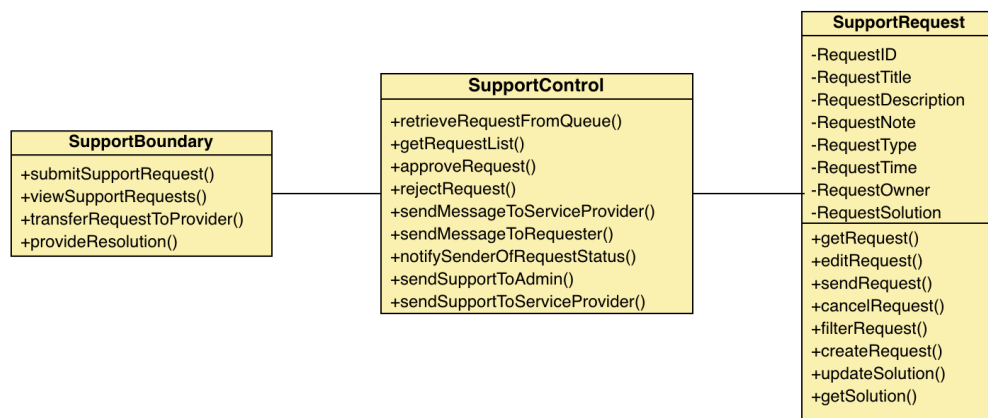 SupportBoundary
+submitSupportRequest()
+viewSupportRequests()
+transferRequestToProvider()
+provideResolution()
SupportControl
+retrieveRequestFromQueue()
+getRequestList()
+approveRequest()
+rejectRequest()
+sendMessageToServiceProvider()
+sendMessageToRequester()
+notifySenderOfRequestStatus()
+sendSupportToAdmin()
+sendSupportToServiceProvider()
SupportRequest
-RequestID
-RequestTitle
-RequestDescription
-RequestNote
-RequestType
-RequestTime
-RequestOwner
-RequestSolution
+getRequest()
+editRequest()
+sendRequest()
+cancelRequest()
+filterRequest()
+createRequest()
+updateSolution()
+getSolution()